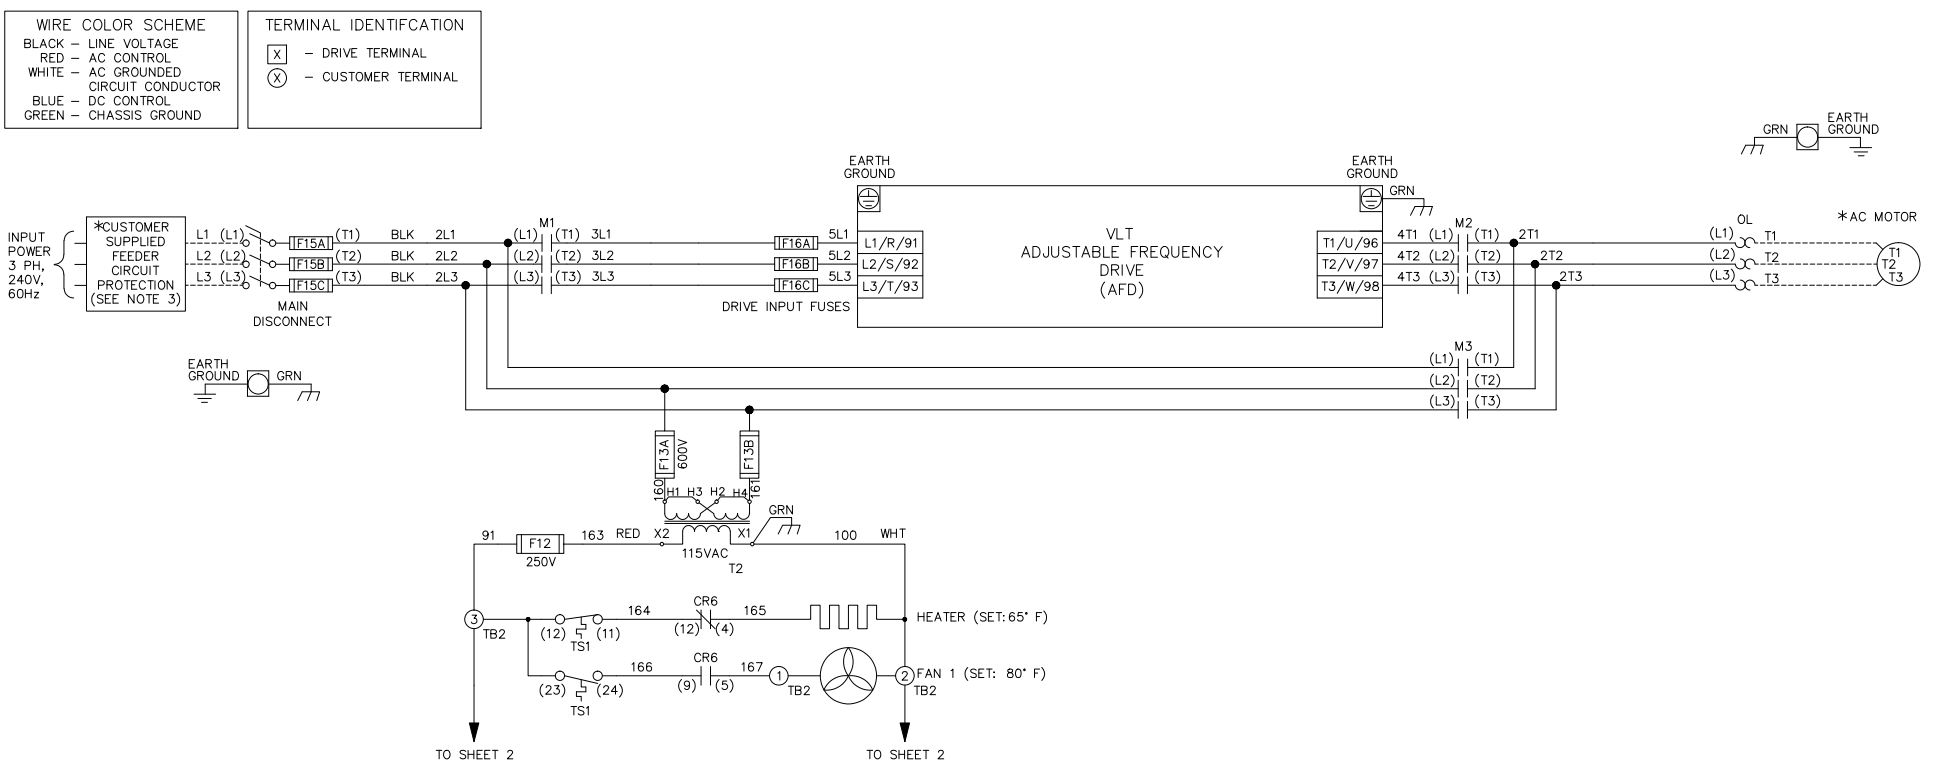 WIRE COLOR SCHEME
BLACK – LINE VOLTAGE
RED – AC CONTROL
WHITE – AC GROUNDED
CIRCUIT CONDUCTOR
BLUE – DC CONTROL
GREEN – CHASSIS GROUND
TERMINAL IDENTIFCATION
X – DRIVE TERMINAL
X – CUSTOMER TERMINAL
GRN
EARTH
GROUND
INPUT
POWER
3 PH,
240V,
60Hz
*CUSTOMER
SUPPLIED
FEEDER
CIRCUIT
PROTECTION
(SEE NOTE 3)
L1 (L1) F15A (T1) BLK 2L1
L2 (L2) F15B (T2) BLK 2L2
L3 (L3) F15C (T3) BLK 2L3
MAIN
DISCONNECT
M1
(L1) (T1) 3L1
(L2) (T2) 3L2
(L3) (T3) 3L3
F16A 5L1
F16B 5L2
F16C 5L3
DRIVE INPUT FUSES
EARTH
GROUND
L1/R/91
L2/S/92
L3/T/93
VLT
ADJUSTABLE FREQUENCY
DRIVE
(AFD)
EARTH
GROUND
GRN
T1/U/96
T2/V/97
T3/W/98
M2
4T1 (L1) (T1) 2T1
4T2 (L2) (T2) 2T2
4T3 (L3) (T3) 2T3
OL
(L1) T1
(L2) T2
(L3) T3
*AC MOTOR
T1
T2
T3
M3
(L1) (T1)
(L2) (T2)
(L3) (T3)
EARTH
GROUND
GRN
F13A
600V
F13B
160
161
H1 H3 H2 H4
GRN
91 F12 163 RED X2 X1 100 WHT
250V
115VAC
T2
3
TB2
164 CR6 165
(12) (11) (12) (4)
TS1
HEATER (SET:65° F)
166 CR6 167
(23) (24) (9) (5)
TS1
1
TB2
2
TB2
FAN 1 (SET: 80° F)
TO SHEET 2
TO SHEET 2